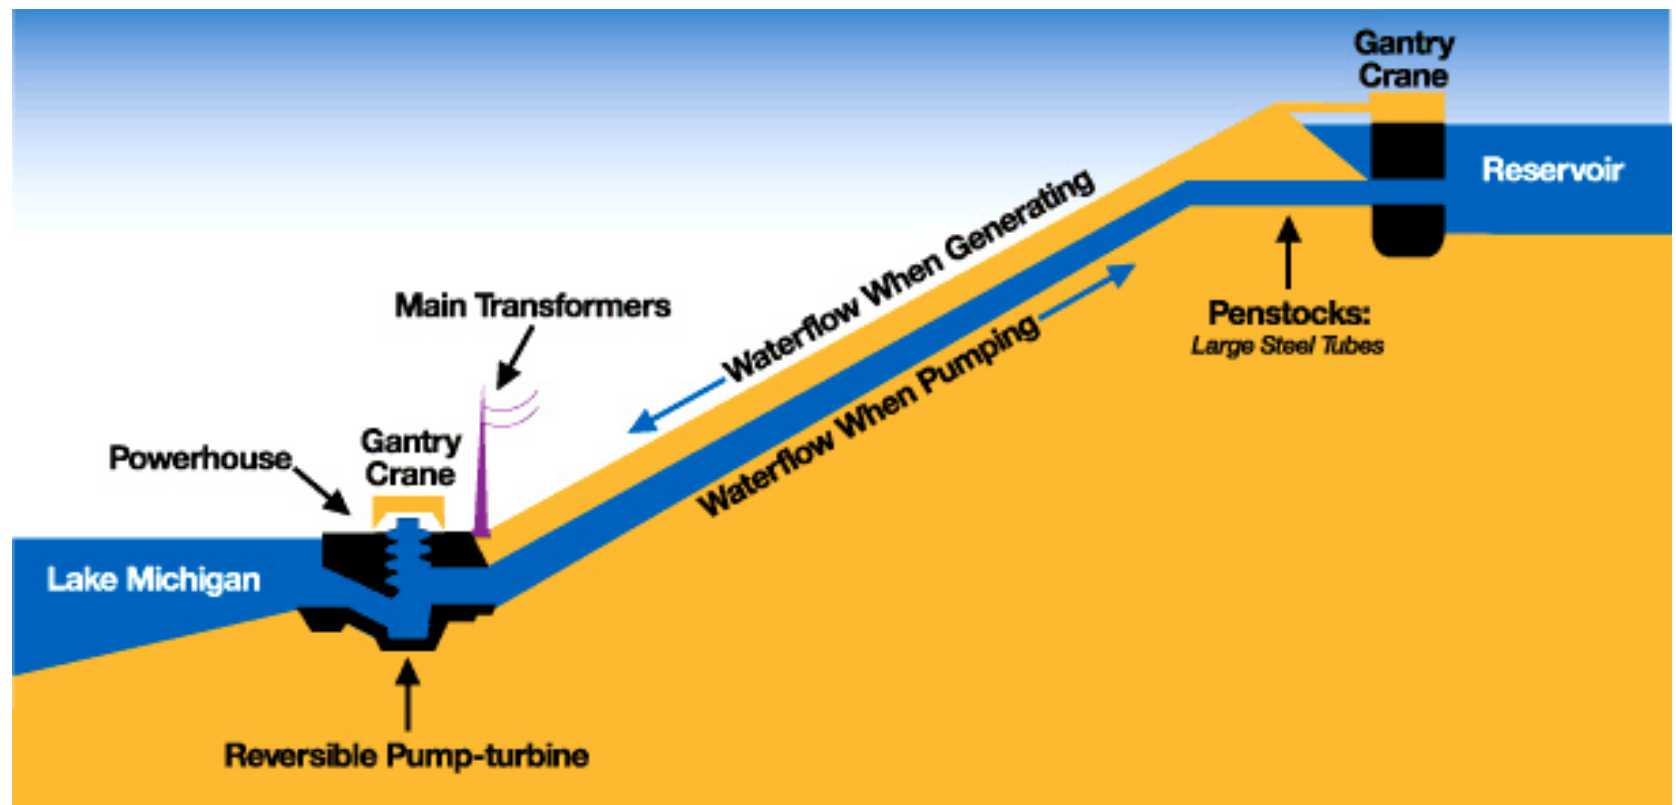 Gantry
Crane
Reservoir
Waterflow When Generating
Main Transformers
Penstocks:
Large Steel Tubes
Waterflow When Pumping
Gantry
Crane
Powerhouse
Lake Michigan
Reversible Pump-turbine